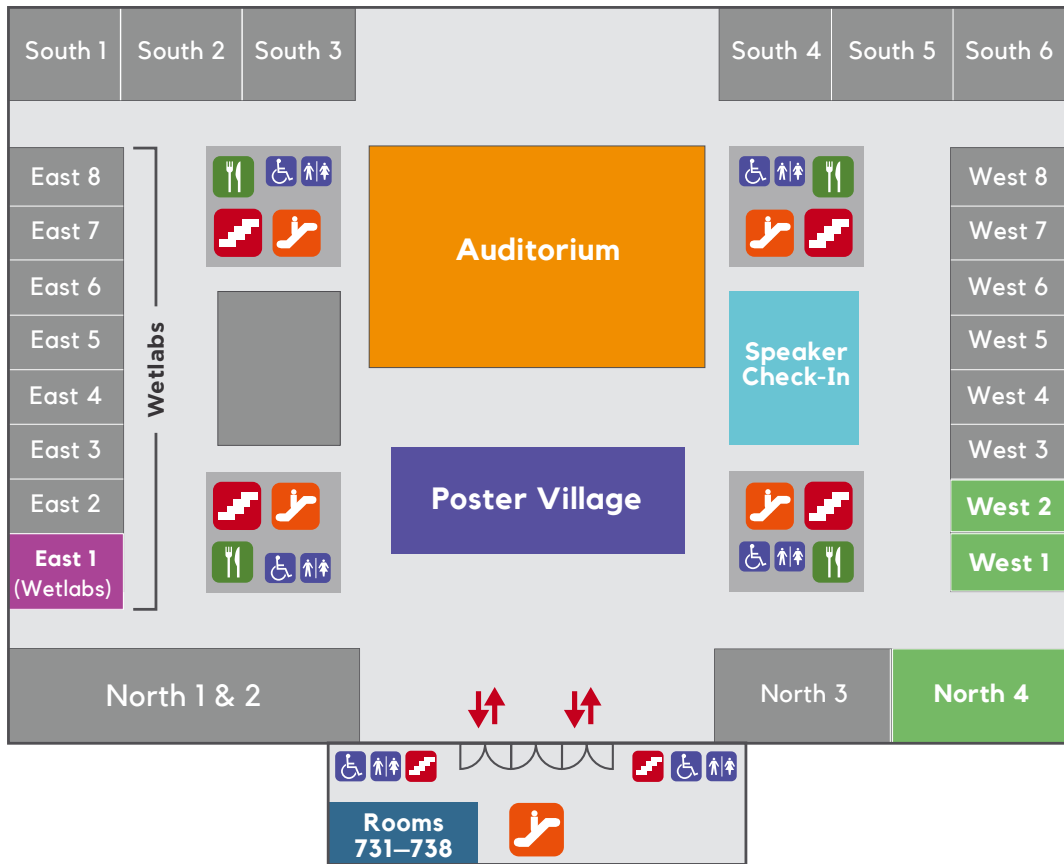 South 1
South 2
South 3
South 4
South 5
South 6
East 8
East 7
East 6
East 5
East 4
East 3
East 2
East 1
(Wetlabs)
Wetlabs
Auditorium
Speaker
Check-In
Poster Village
West 8
West 7
West 6
West 5
West 4
West 3
West 2
West 1
North 1 & 2
North 3
North 4
Rooms
731–738